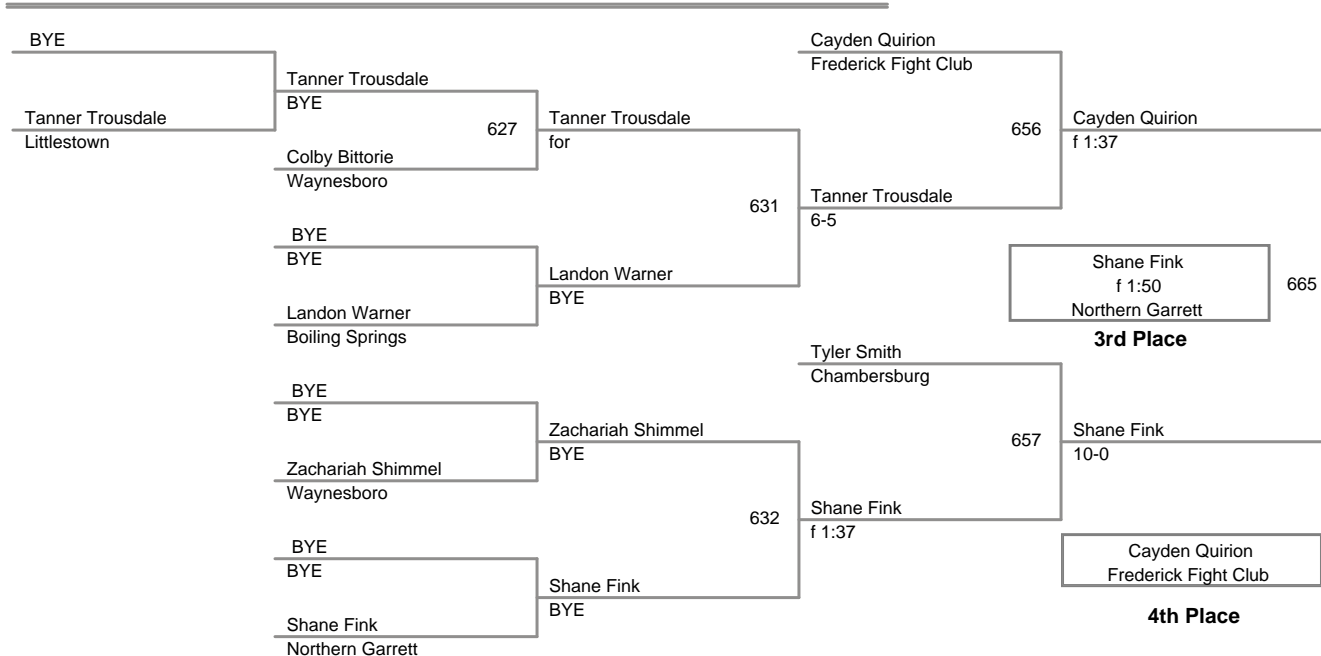 BYE
Tanner Trousdale
Littlestown
Tanner Trousdale
BYE
627
Colby Bittorie
Waynesboro
BYE
BYE
Landon Warner
Boiling Springs
BYE
BYE
Zachariah Shimmel
Waynesboro
BYE
BYE
Shane Fink
Northern Garrett
Tanner Trousdale
for
631
Landon Warner
BYE
Zachariah Shimmel
BYE
632
Shane Fink
BYE
Cayden Quirion
Frederick Fight Club
656
Tanner Trousdale
6-5
Tyler Smith
Chambersburg
657
Shane Fink
f 1:37
Cayden Quirion
f 1:37
Shane Fink
f 1:50
Northern Garrett
665
3rd Place
Shane Fink
10-0
Cayden Quirion
Frederick Fight Club
4th Place